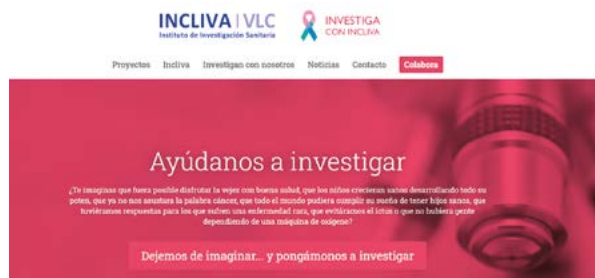 INCLIVA | VLC
Instituto de Investigación Sanitaria
INVESTIGA
CON INCLIVA
Proyectos Incliva Investigan con nosotros Noticias Contacto Colabora
Ayúdanos a investigar
¿Te imaginas que fuera posible disfrutar la vejez con buena salud, que los niños crecieran sanos desarrollando todo su
poten, que ya no nos asustara la palabra cáncer, que todo el mundo pudiera cumplir su sueño de tener hijos sanos, que
tuviéramos respuestas para los que sufren una enfermedad rara, que evitáramos el ictus o que no hubiera gente
dependiendo de una máquina de oxígeno?
Dejemos de imaginar... y pongámonos a investigar